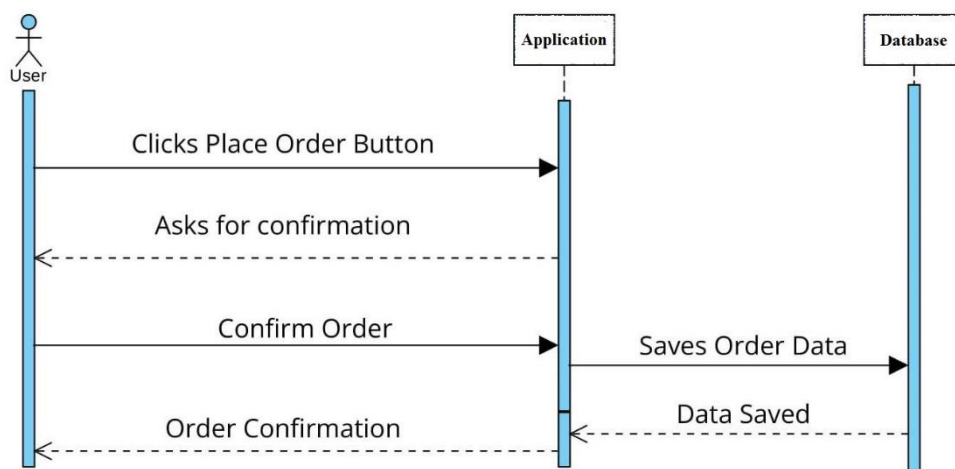 User
Application
Database
Clicks Place Order Button
Asks for confirmation
Confirm Order
Saves Order Data
Data Saved
Order Confirmation